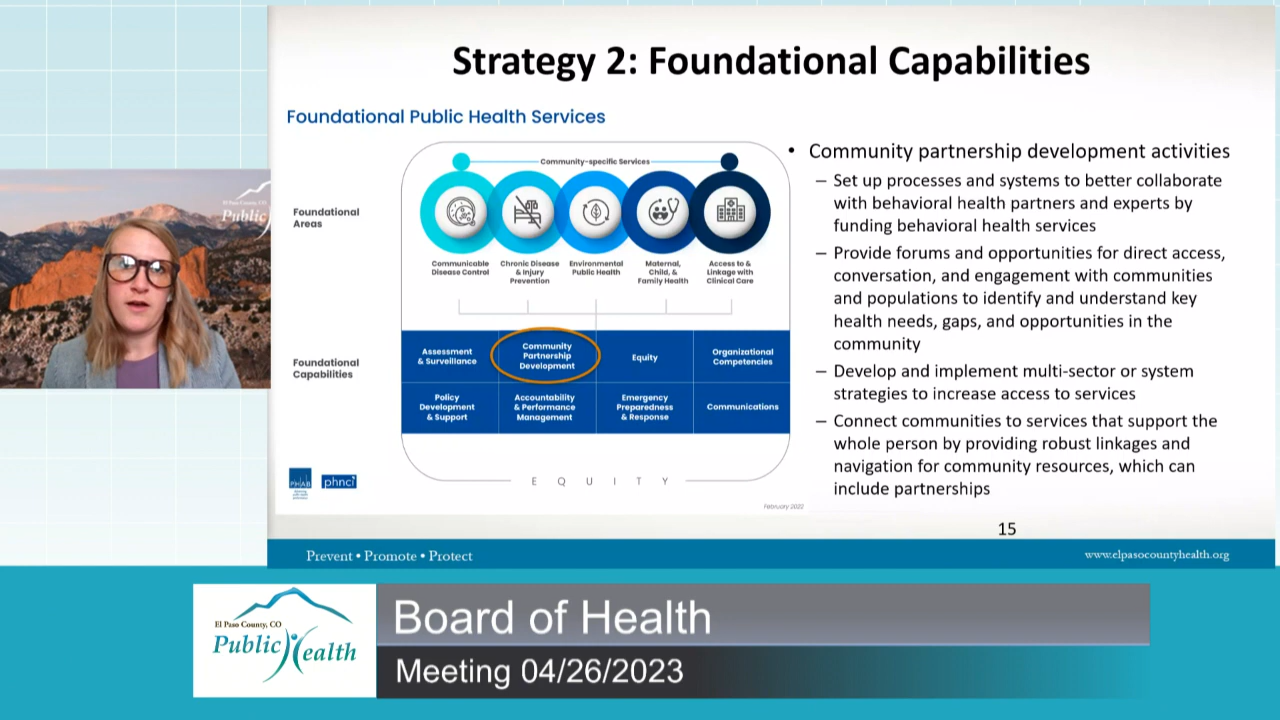 Strategy 2: Foundational Capabilities
Foundational Public Health Services
Community-specific Services
Foundational
Areas
Communicable
Disease Control
Chronic Disease
& Injury
Prevention
Environmental
Public Health
Maternal,
Child, &
Family Health
Access to &
Linkage with
Clinical Care
Foundational
Capabilities
Assessment
& Surveillance
Community
Partnership
Development
Equity
Organizational
Competencies
Policy
Development
& Support
Accountability
& Performance
Management
Emergency
Preparedness
& Response
Communications
EQUITY
PHAB
phnci
February 2022
• Community partnership development activities
– Set up processes and systems to better collaborate
with behavioral health partners and experts by
funding behavioral health services
– Provide forums and opportunities for direct access,
conversation, and engagement with communities
and populations to identify and understand key
health needs, gaps, and opportunities in the
community
– Develop and implement multi-sector or system
strategies to increase access to services
– Connect communities to services that support the
whole person by providing robust linkages and
navigation for community resources, which can
include partnerships
15
Prevent • Promote • Protect
www.elpasocountyhealth.org
El Paso County, CO
Public
El Paso County, CO
Public Health
Board of Health
Meeting 04/26/2023